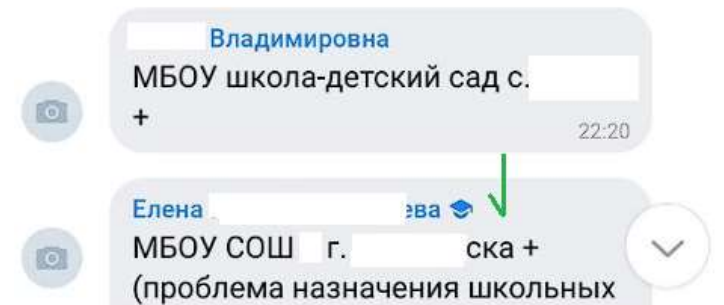 Владимировна
МБОУ школа-детский сад с.
+
22:20
Елена ева
МБОУ СОШ г. ска +
(проблема назначения школьных